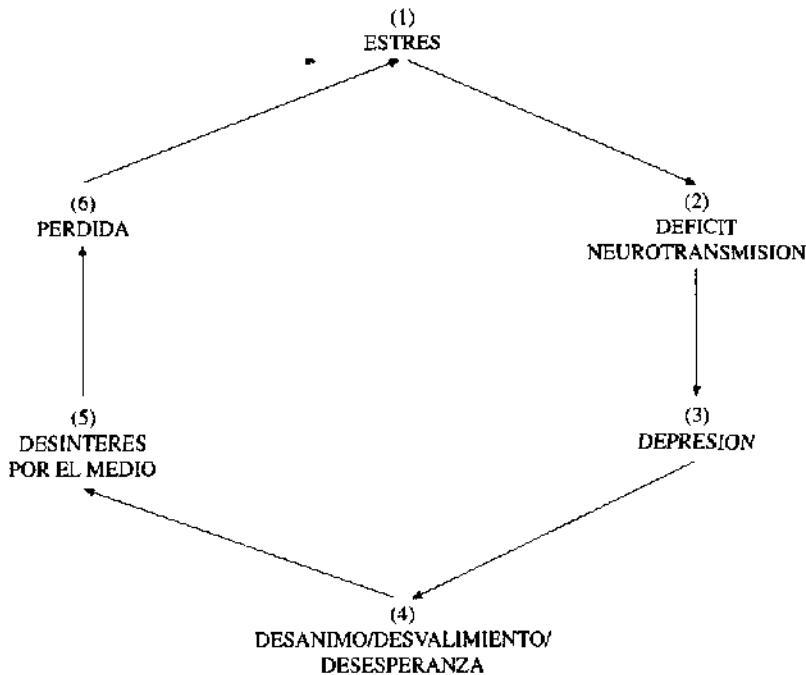 (1)
ESTRES
(6)
PERDIDA
(2)
DEFICIT
NEUROTRANSMISION
(5)
DESINTERES
POR EL MEDIO
(3)
DEPRESION
(4)
DESANIMO/DESVALIMIENTO/
DESESPERANZA